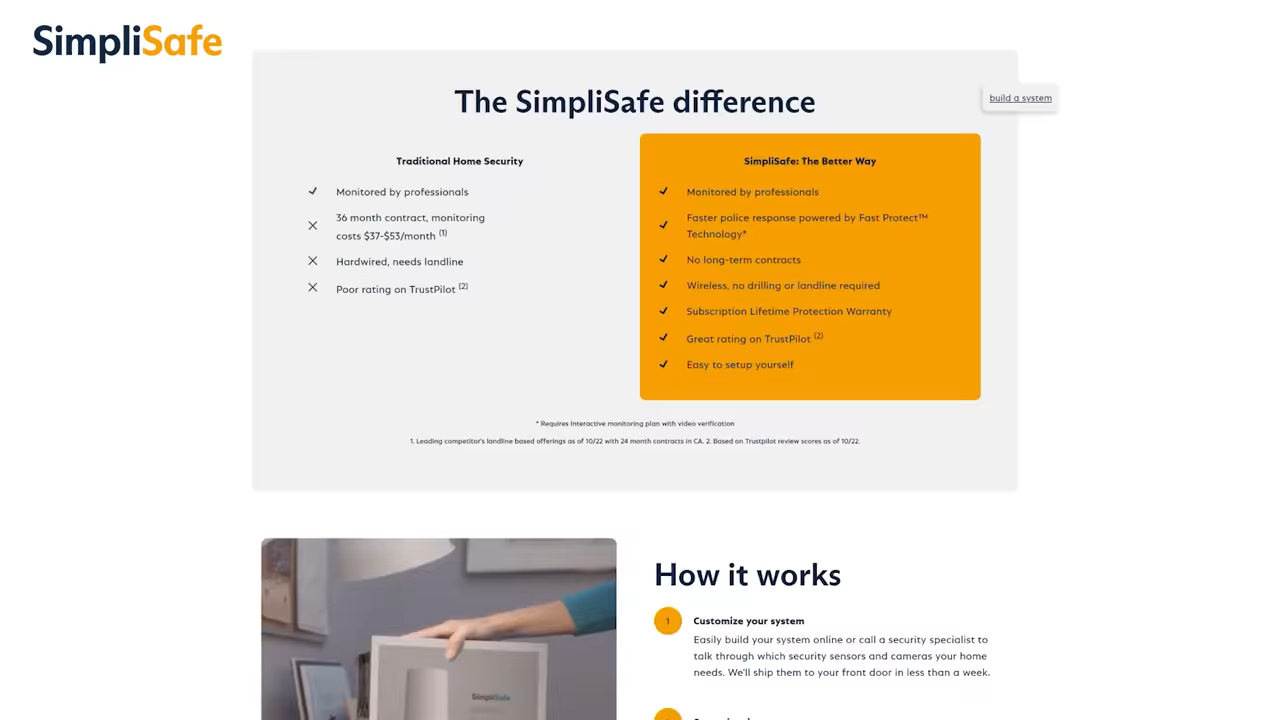 SimpliSafe
The SimpliSafe difference
build a system
Traditional Home Security
Monitored by professionals
36 month contract, monitoring
costs $37-$53/month (1)
Hardwired, needs landline
Poor rating on TrustPilot (2)
SimpliSafe: The Better Way
Monitored by professionals
Faster police response powered by Fast Protect™
Technology*
No long-term contracts
Wireless, no drilling or landline required
Subscription Lifetime Protection Warranty
Great rating on TrustPilot (2)
Easy to setup yourself
* Requires Interactive monitoring plan with video verification
1. Leading competitor's landline based offerings as of 10/22 with 24 month contracts in CA. 2. Based on Trustpilot review scores as of 10/22.
SimpliSafe
How it works
1
Customize your system
Easily build your system online or call a security specialist to
talk through which security sensors and cameras your home
needs. We'll ship them to your front door in less than a week.